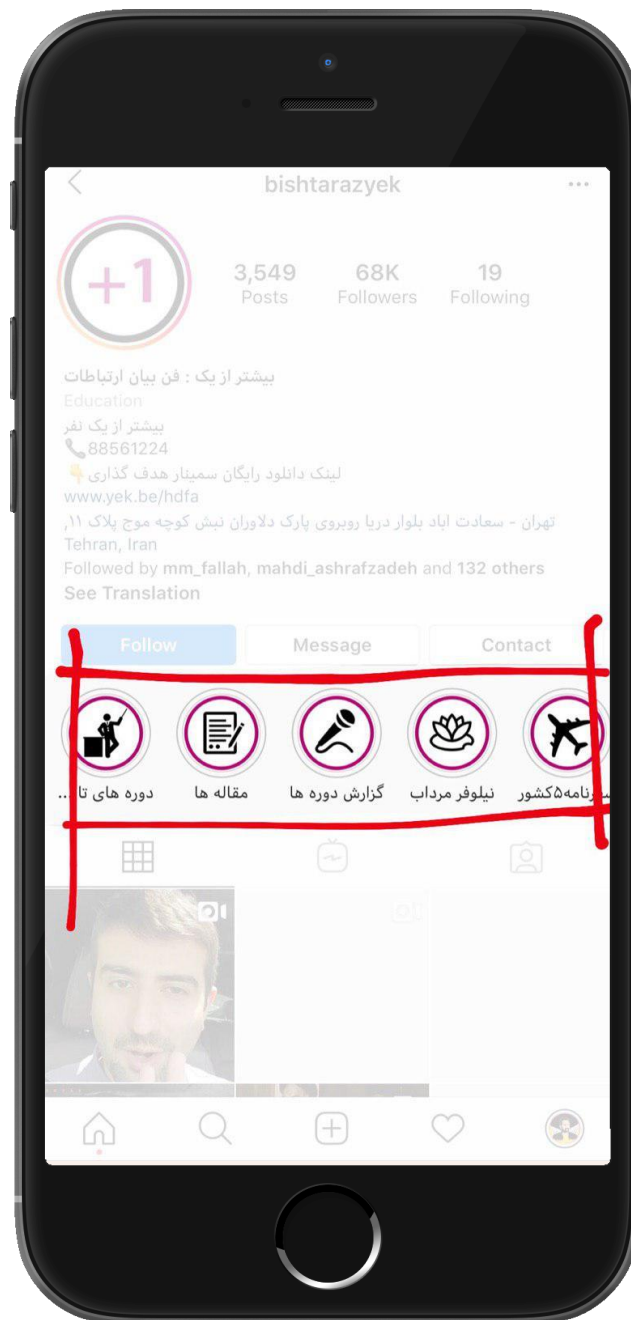 bishtarazyek
+1
3,549 68K 19
Posts Followers Following
بیشتر از یک : فن بیان ارتباطات
Education
بیشتر از یک نفر
📞88561224
لینک دانلود رایگان سمینار هدف گذاری👇
www.yek.be/hdfa
تهران - سعادت اباد بلوار دریا روبروی پارک دلاوران نبش کوچه موج پلاک ۱۱,
Tehran, Iran
Followed by mm_fallah, mahdi_ashrafzadeh and 132 others
See Translation
Follow Message Contact
دوره های تا... مقاله ها گزارش دوره ها نیلوفر مرداب سفرنامه۵کشور